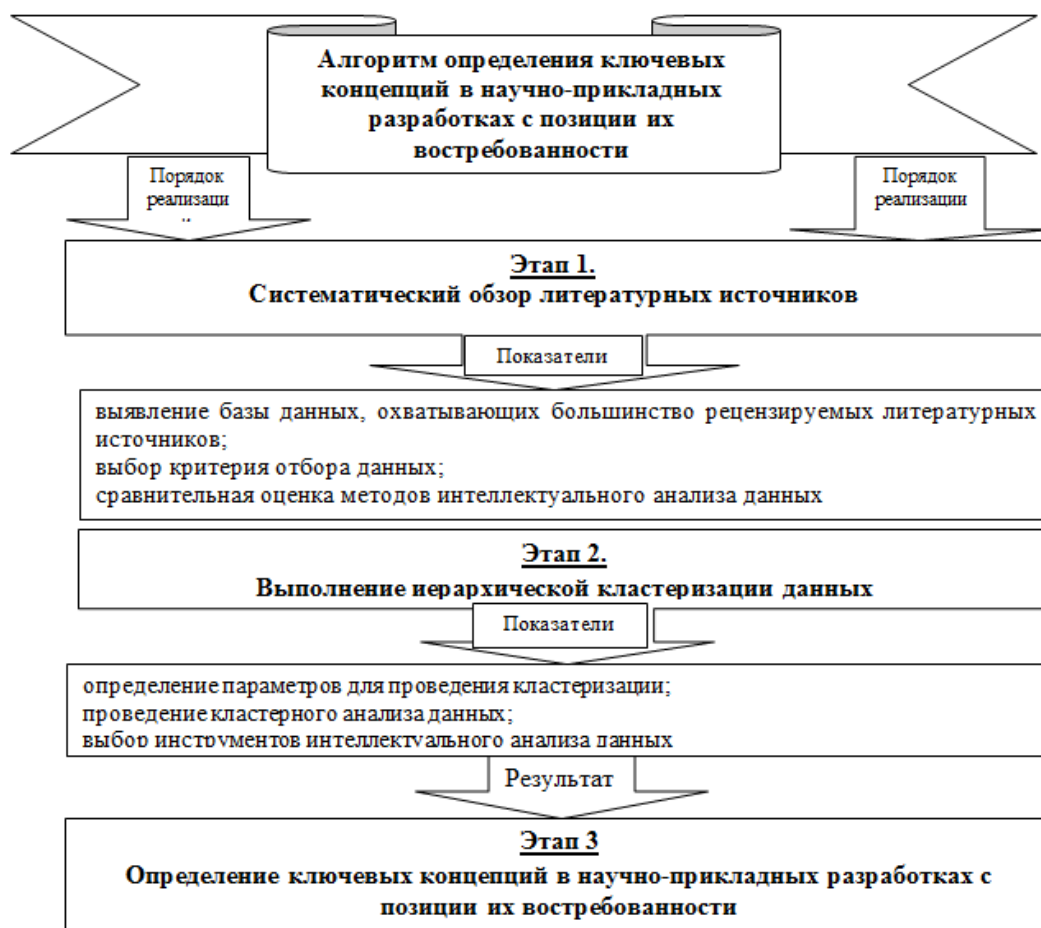 Алгоритм определения ключевых
концепций в научно-прикладных
разработках с позиции их
востребованности
Порядок
реализаци
и
Порядок
реализации
Этап 1.
Систематический обзор литературных источников
Показатели
выявление базы данных, охватывающих большинство рецензируемых литературных
источников;
выбор критерия отбора данных;
сравнительная оценка методов интеллектуального анализа данных
Этап 2.
Выполнение иерархической кластеризации данных
Показатели
определение параметров для проведения кластеризации;
проведение кластерного анализа данных;
выбор инструментов интеллектуального анализа данных
Результат
Этап 3
Определение ключевых концепций в научно-прикладных разработках с
позиции их востребованности